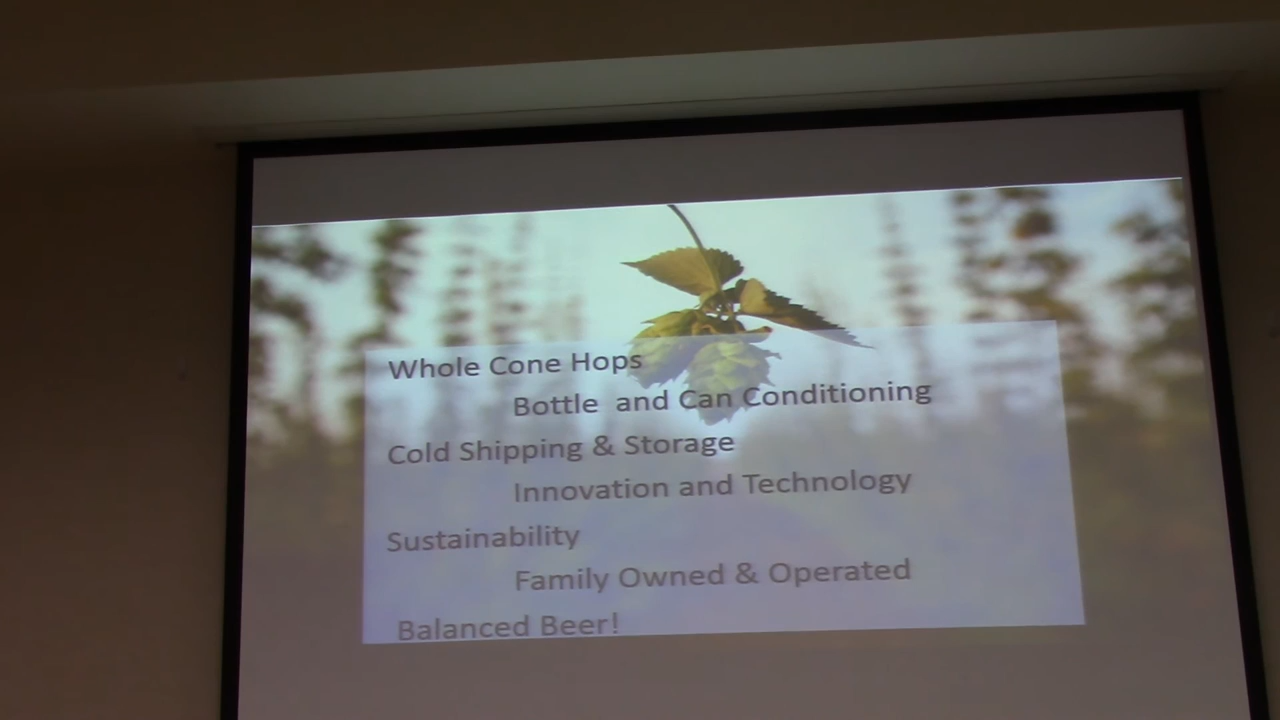 Whole Cone Hops
Bottle and Can Conditioning
Cold Shipping & Storage
Innovation and Technology
Sustainability
Family Owned & Operated
Balanced Beer!